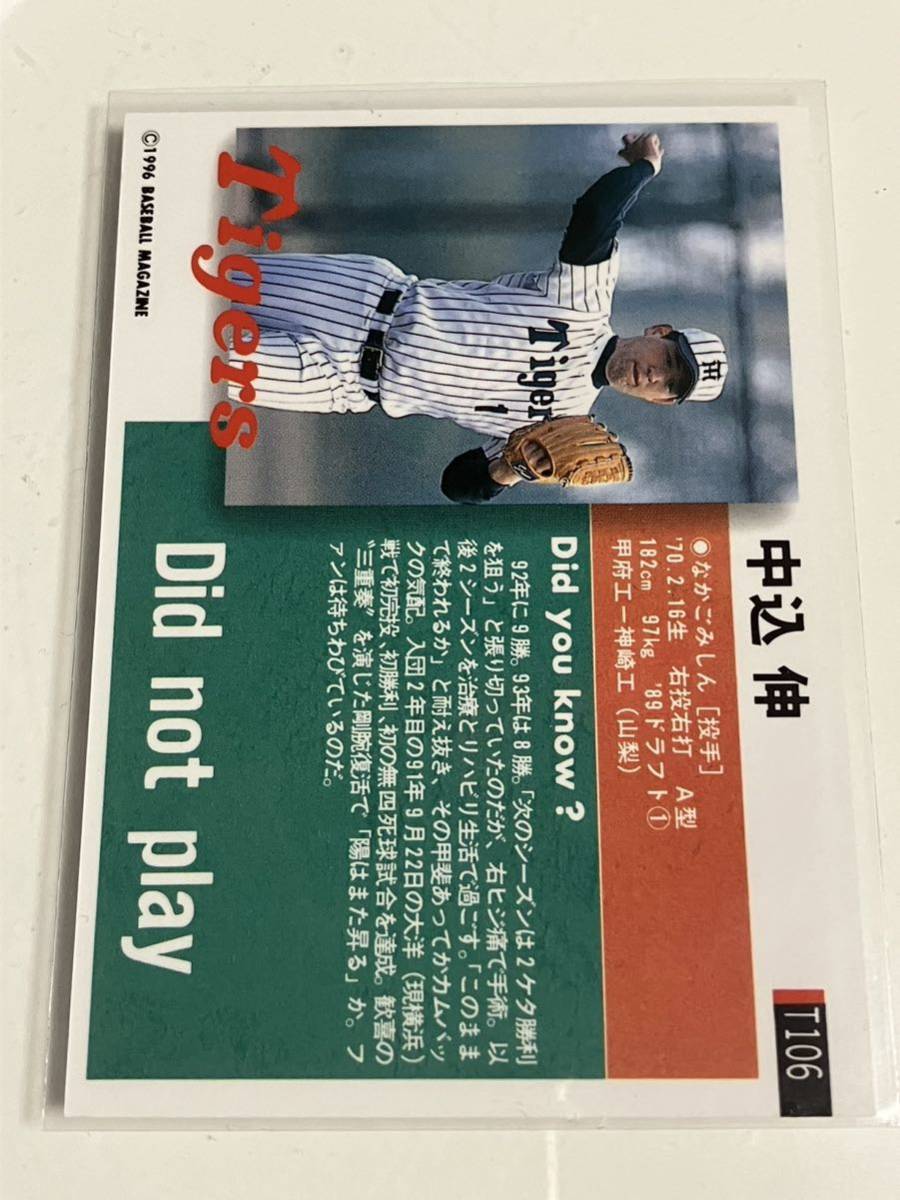 中込 伸
T106
●なかごみしん [投手]
'70.2.16生 右投右打 A型
182cm 97kg '89ドラフト①
甲府工ー神崎工（山梨）
Tigers
1
Tigers
Did you know?
92年に9勝。93年は8勝。「次のシーズンは2ケタ勝利
を狙う」と張り切っていたのだが、右ヒジ痛で手術。以
後2シーズンを治療とリハビリ生活で過ごす。「このまま
で終われるか」と耐え抜き、その甲斐あってかカムバッ
クの気配。入団2年目の91年9月22日の大洋（現横浜）
戦で初完投、初勝利、初の無四死球試合を達成。歓喜の
“三重奏”を演じた剛腕復活で「陽はまた昇る」か。フ
ァンは待ちわびているのだ。
Did not play
©1996 BASEBALL MAGAZINE